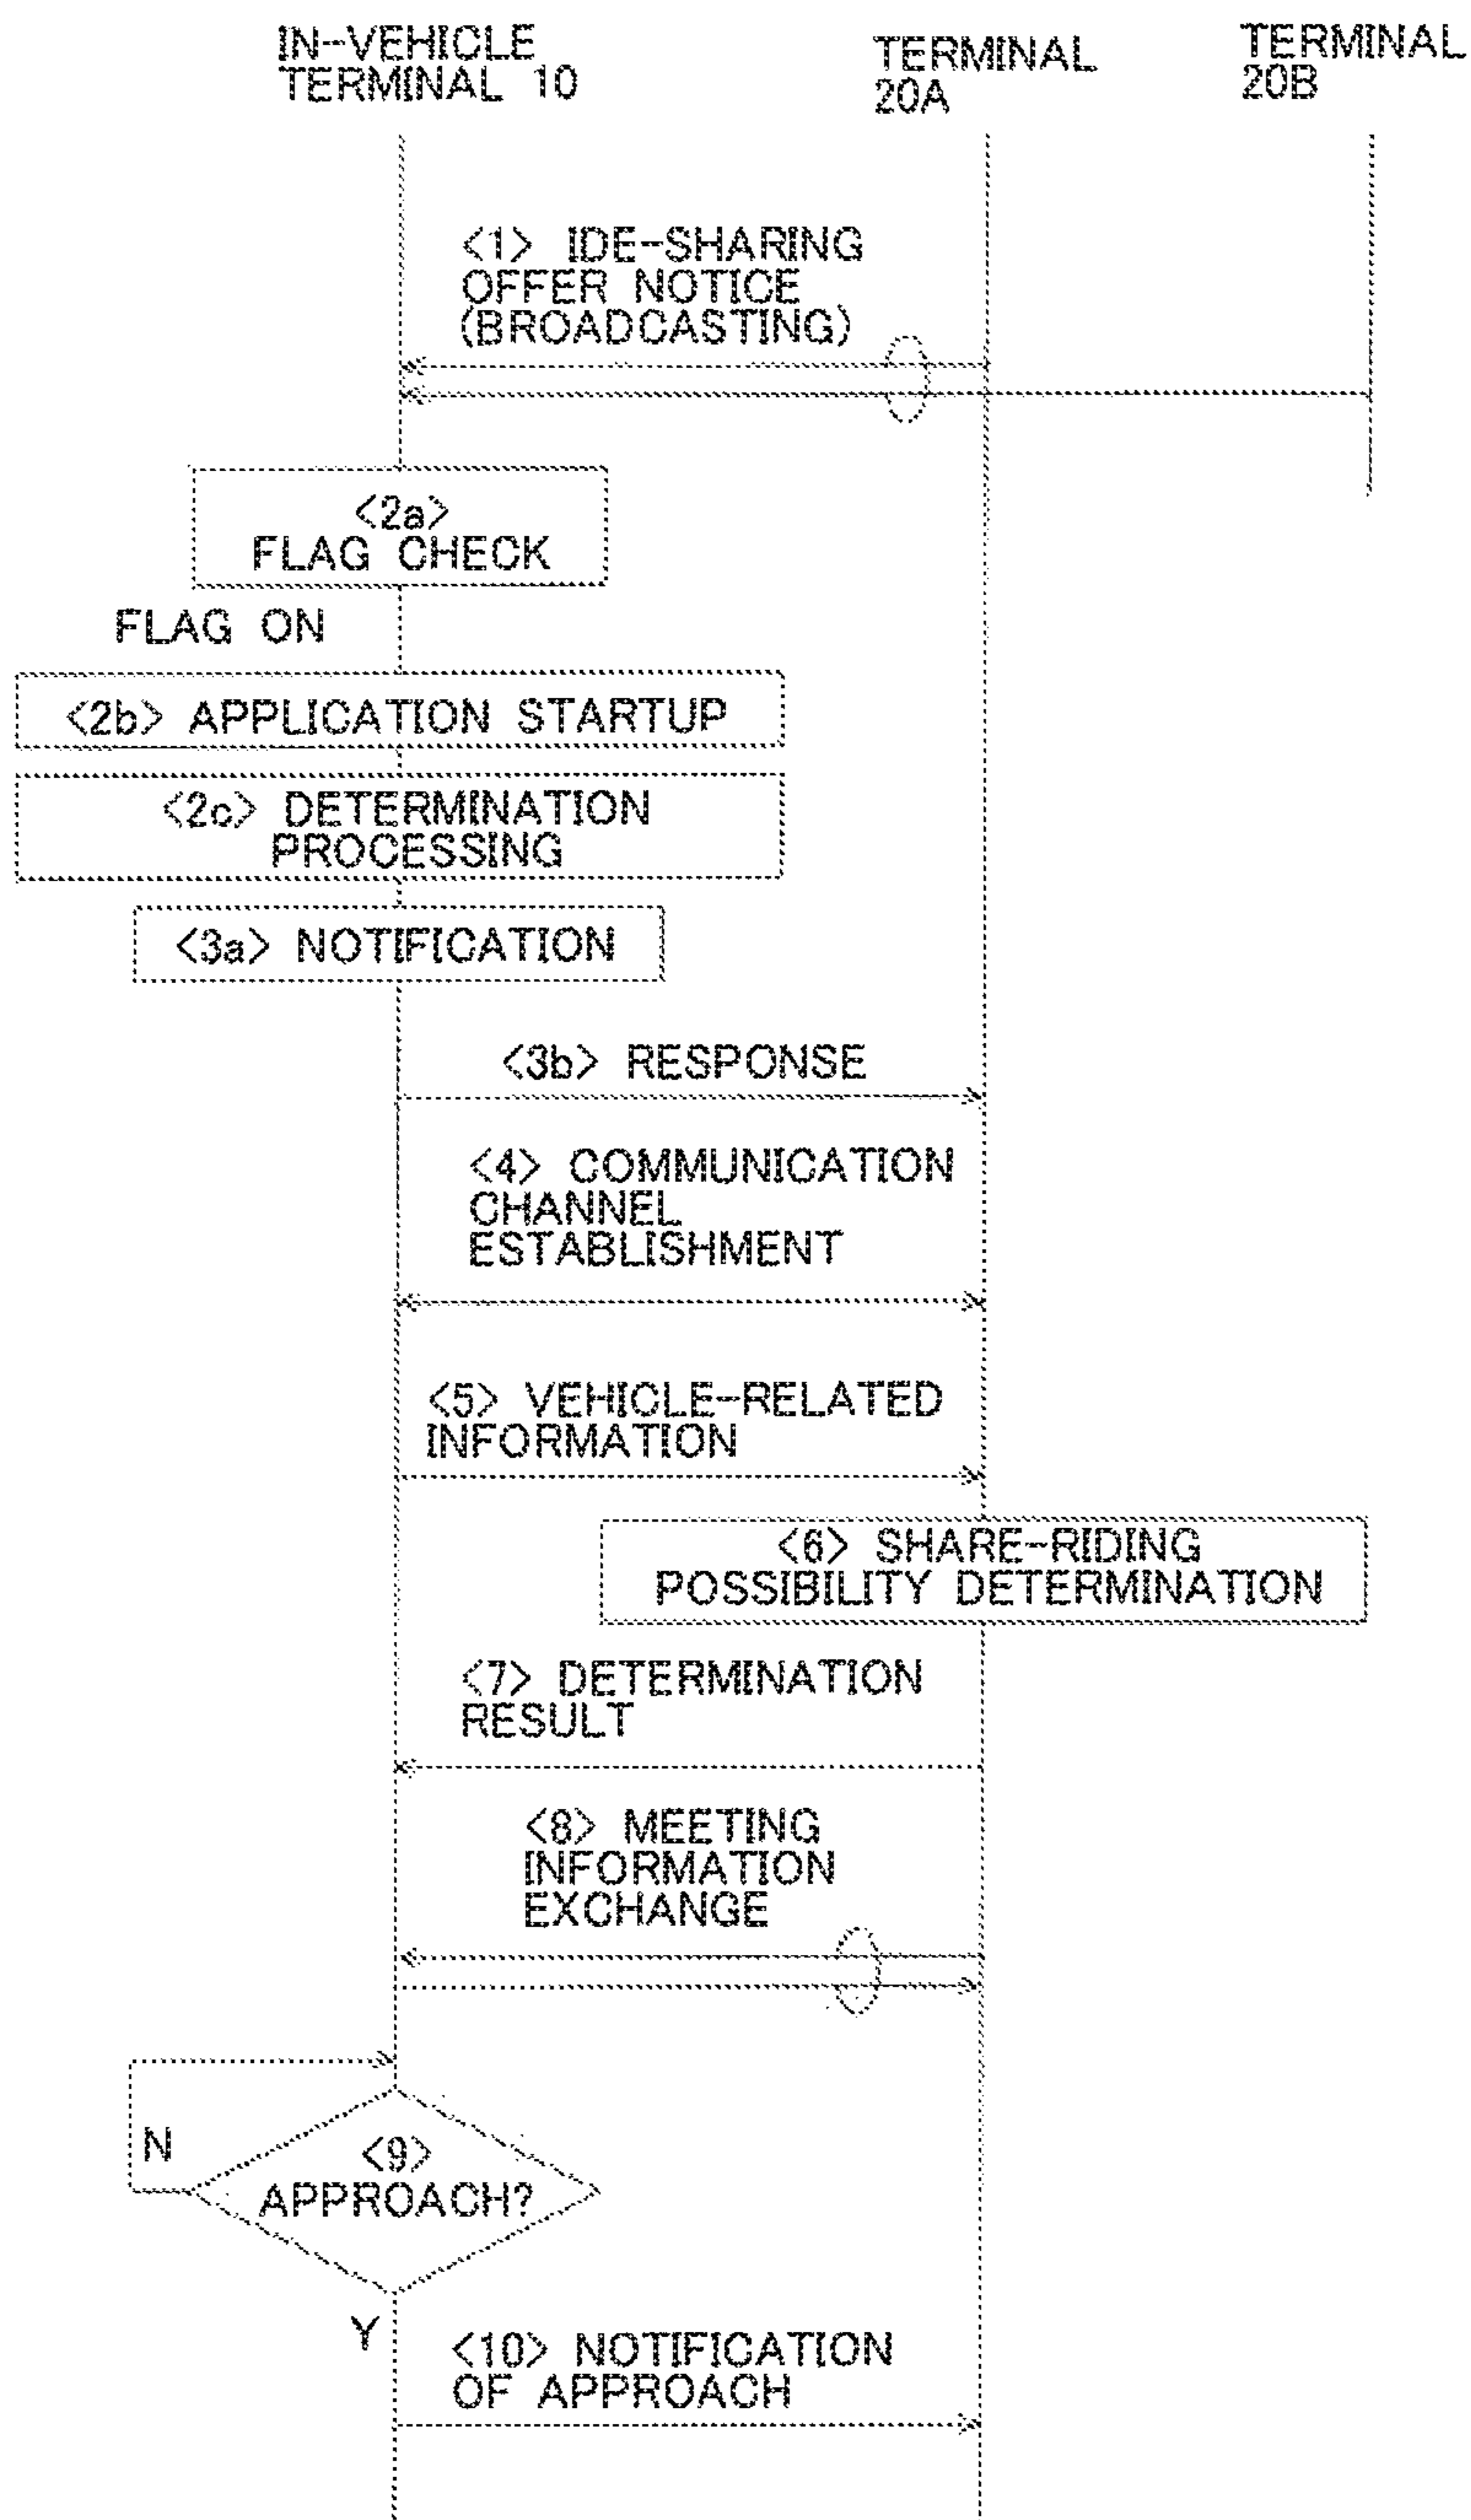 IN-VEHICLE
TERMINAL 10
TERMINAL
20A
TERMINAL
20B
<1> IDE-SHARING
OFFER NOTICE
(BROADCASTING)
<2a>
FLAG CHECK
FLAG ON
<2b> APPLICATION STARTUP
<2c> DETERMINATION
PROCESSING
<3a> NOTIFICATION
<3b> RESPONSE
<4> COMMUNICATION
CHANNEL
ESTABLISHMENT
<5> VEHICLE-RELATED
INFORMATION
<6> SHARE-RIDING
POSSIBILITY DETERMINATION
<7> DETERMINATION
RESULT
<8> MEETING
INFORMATION
EXCHANGE
N
<9>
APPROACH?
Y
<10> NOTIFICATION
OF APPROACH